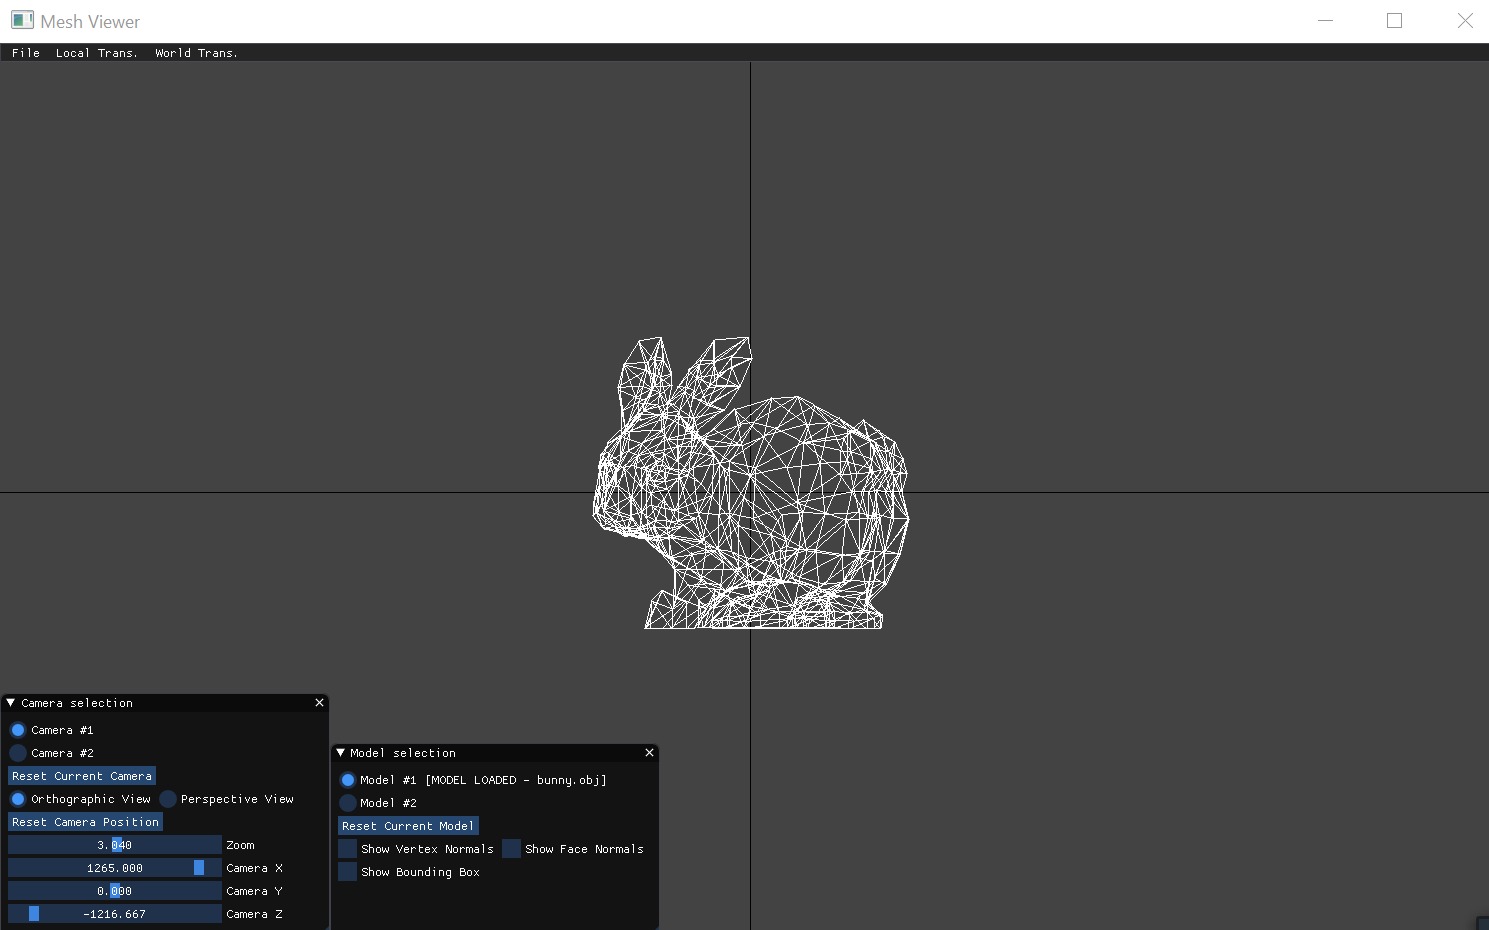 Mesh Viewer
File Local Trans. World Trans.
Camera selection
Camera #1
Camera #2
Reset Current Camera
Orthographic View Perspective View
Reset Camera Position
3.040 Zoom
1265.000 Camera X
0.000 Camera Y
-1216.667 Camera Z
Model selection
Model #1 [MODEL LOADED - bunny.obj]
Model #2
Reset Current Model
Show Vertex Normals Show Face Normals
Show Bounding Box